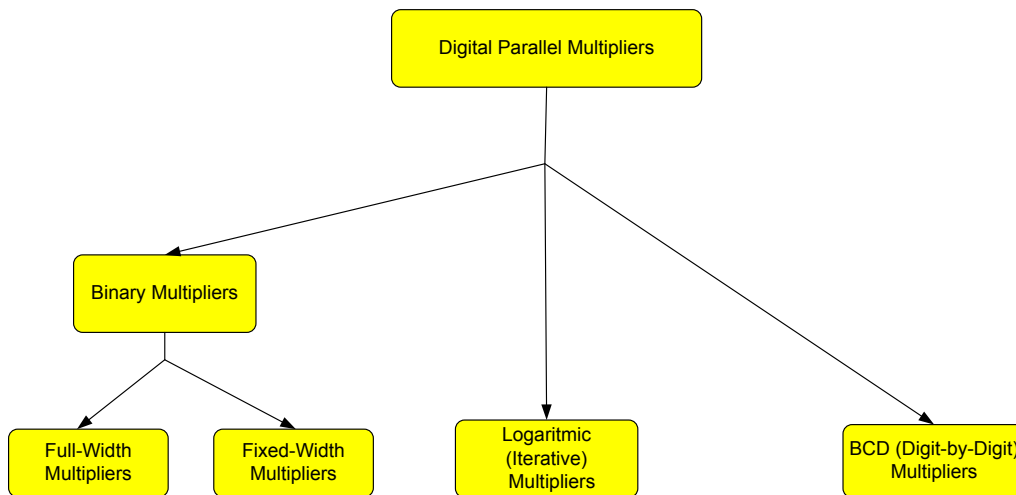 Digital Parallel Multipliers
Binary Multipliers
Full-Width
Multipliers
Fixed-Width
Multipliers
Logaritmic
(Iterative)
Multipliers
BCD (Digit-by-Digit)
Multipliers